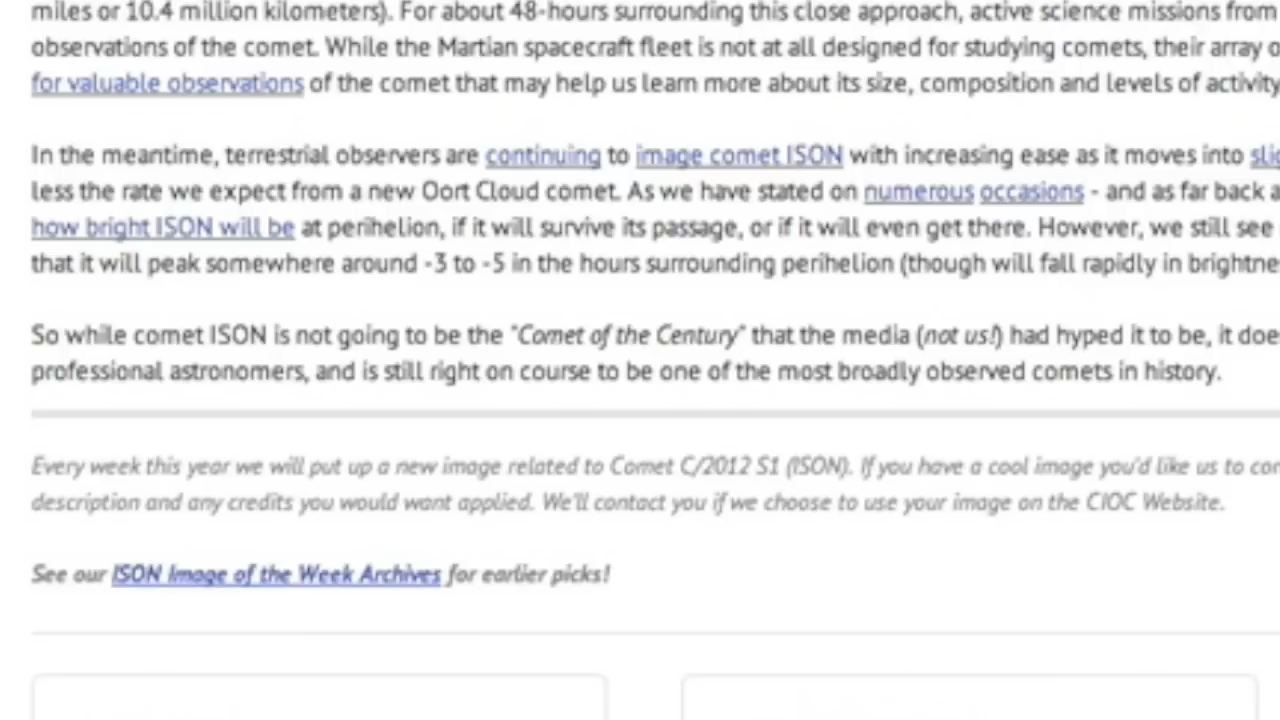 miles or 10.4 million kilometers). For about 48-hours surrounding this close approach, active science missions from
observations of the comet. While the Martian spacecraft fleet is not at all designed for studying comets, their array o
for valuable observations of the comet that may help us learn more about its size, composition and levels of activity
In the meantime, terrestrial observers are continuing to image comet ISON with increasing ease as it moves into slig
less the rate we expect from a new Oort Cloud comet. As we have stated on numerous occasions - and as far back a
how bright ISON will be at perihelion, if it will survive its passage, or if it will even get there. However, we still see
that it will peak somewhere around -3 to -5 in the hours surrounding perihelion (though will fall rapidly in brightne
So while comet ISON is not going to be the "Comet of the Century" that the media (not us!) had hyped it to be, it doe
professional astronomers, and is still right on course to be one of the most broadly observed comets in history.
Every week this year we will put up a new image related to Comet C/2012 S1 (ISON). If you have a cool image you'd like us to con
description and any credits you would want applied. We'll contact you if we choose to use your image on the CIOC Website.
See our ISON Image of the Week Archives for earlier picks!